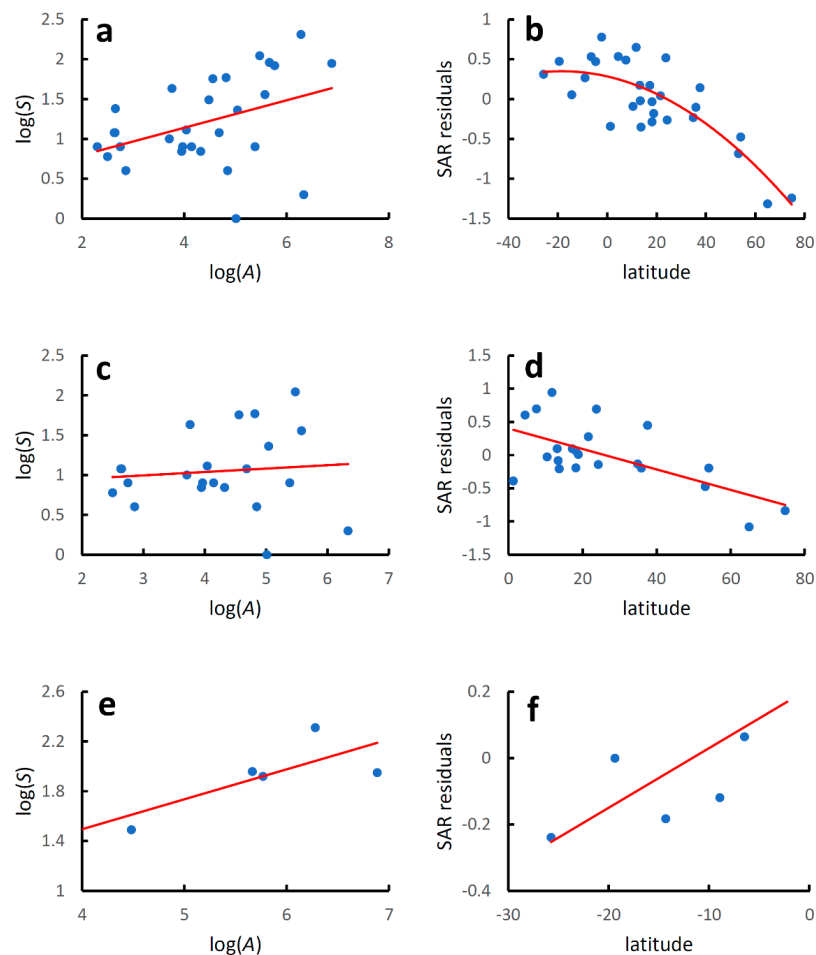 a
2.5
2
1.5
1
0.5
0
log(S)
2 4 6 8
log(A)
b
1
0.5
0
-0.5
-1
-1.5
SAR residuals
-40 -20 0 20 40 60 80
latitude
c
2.5
2
1.5
1
0.5
0
log(S)
2 3 4 5 6 7
log(A)
d
1.5
1
0.5
0
-0.5
-1
-1.5
SAR residuals
0 20 40 60 80
latitude
e
2.6
2.2
1.8
1.4
1
log(S)
4 5 6 7
log(A)
f
0.2
0
-0.2
-0.4
SAR residuals
-30 -20 -10 0
latitude